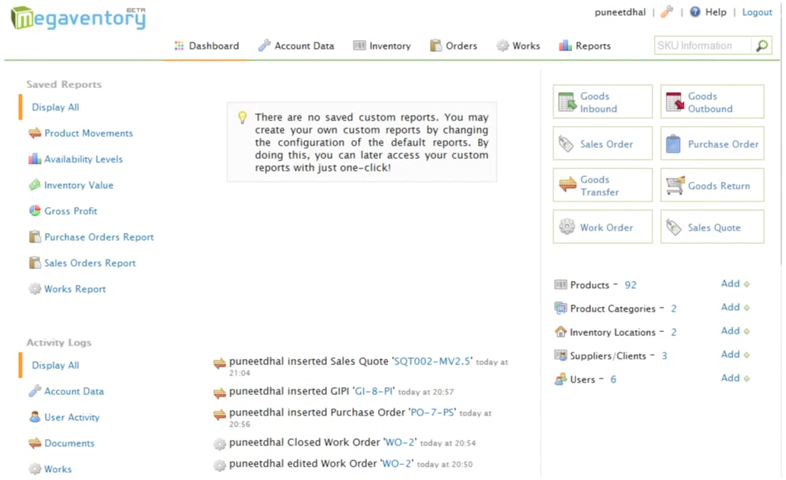 megaventory BETA
puneetdhal | | Help | Logout
Dashboard Account Data Inventory Orders Works Reports SKU Information
Saved Reports
Display All
Product Movements
Availability Levels
Inventory Value
Gross Profit
Purchase Orders Report
Sales Orders Report
Works Report
There are no saved custom reports. You may
create your own custom reports by changing
the configuration of the default reports. By
doing this, you can later access your custom
reports with just one-click!
Goods
Inbound
Goods
Outbound
Sales Order
Purchase Order
Goods
Transfer
Goods Return
Work Order
Sales Quote
Products - 92 Add
Product Categories - 2 Add
Inventory Locations - 2 Add
Suppliers/Clients - 3 Add
Users - 6 Add
Activity Logs
Display All
Account Data
User Activity
Documents
Works
puneetdhal inserted Sales Quote 'SQT002-MV2.5' today at
21:04
puneetdhal inserted GIPI 'GI-8-PI' today at 20:57
puneetdhal inserted Purchase Order 'PO-7-PS' today at
20:56
puneetdhal Closed Work Order 'WO-2' today at 20:54
puneetdhal edited Work Order 'WO-2' today at 20:50